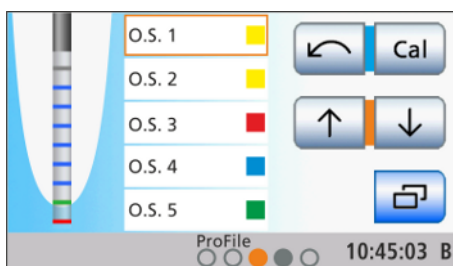 O.S. 1
O.S. 2
O.S. 3
O.S. 4
O.S. 5
Cal
ProFile
10:45:03 B